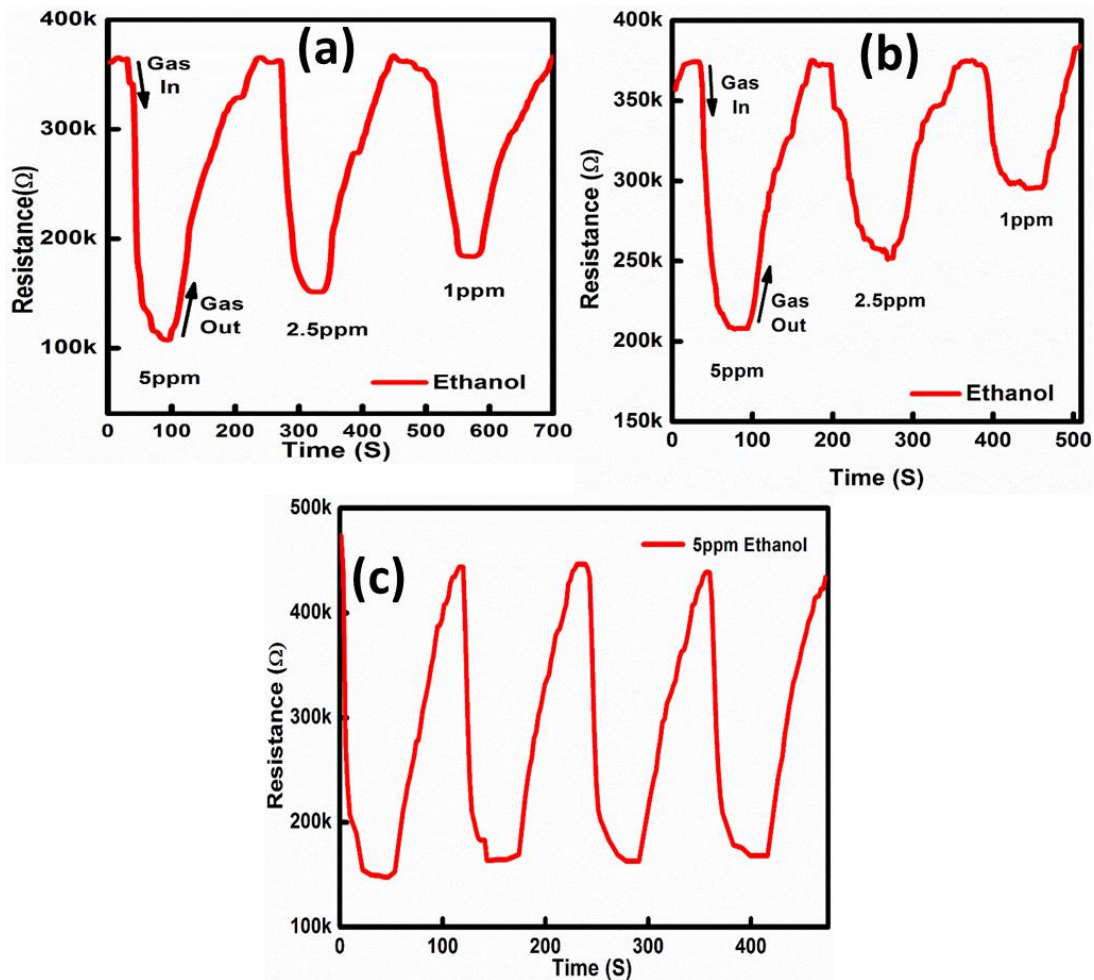 (a)
400k
300k
200k
100k
Resistance(Ω)
Gas
In
Gas
Out
5ppm
2.5ppm
1ppm
Ethanol
0 100 200 300 400 500 600 700
Time (S)
(b)
400k
350k
300k
250k
200k
150k
Resistance (Ω)
Gas
In
Gas
Out
5ppm
2.5ppm
1ppm
Ethanol
0 100 200 300 400 500
Time (S)
(c)
500k
400k
300k
200k
100k
Resistance (Ω)
5ppm Ethanol
0 100 200 300 400
Time (S)